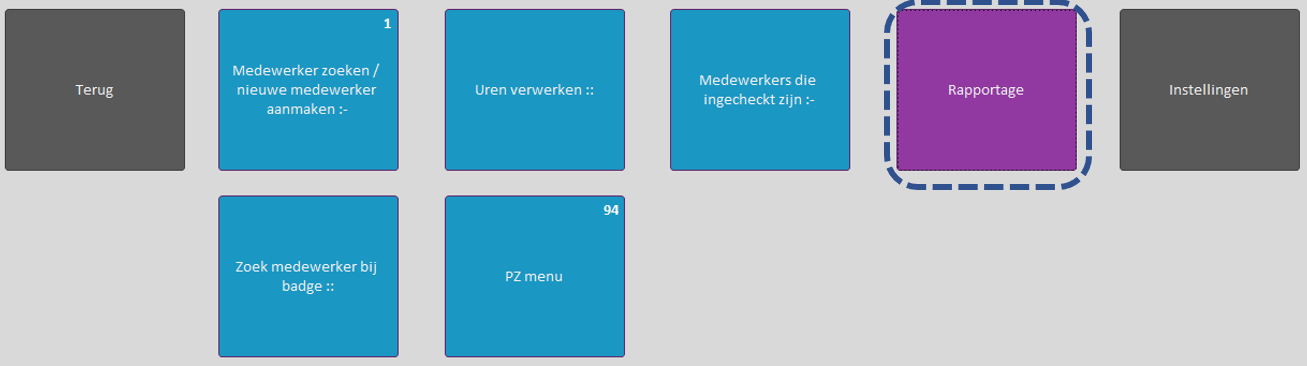 Terug
1
Medewerker zoeken /
nieuwe medewerker
aanmaken :-
Uren verwerken ::
Medewerkers die
ingecheckt zijn :-
Rapportage
Instellingen
Zoek medewerker bij
badge ::
94
PZ menu